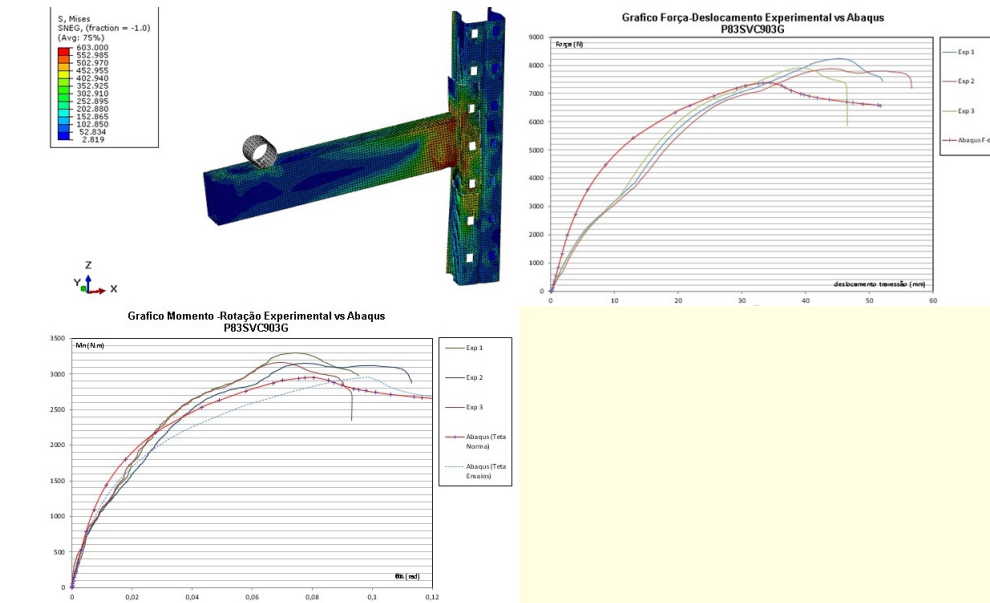 S, Mises
SNEG, (fraction = -1.0)
(Avg: 75%)
603.000
552.985
502.970
452.955
402.940
352.925
302.910
252.895
202.880
152.865
102.850
52.834
2.819
Z
Y
X
Grafico Força-Deslocamento Experimental vs Abaqus
P83SVC903G
Força (N)
9000
8000
7000
6000
5000
4000
3000
2000
1000
0
0
10
20
30
40
50
60
deslocamento travessão (mm)
Exp 1
Exp 2
Exp 3
Abaqus F
Grafico Momento -Rotação Experimental vs Abaqus
P83SVC903G
3500
3000
2500
2000
1500
1000
500
0
0
0,02
0,04
0,06
0,08
0,1
0,12
(rad)
Exp 1
Exp 2
Exp 3
Abaqus (Teta
Norma)
Abaqus (Teta
Ensaios)